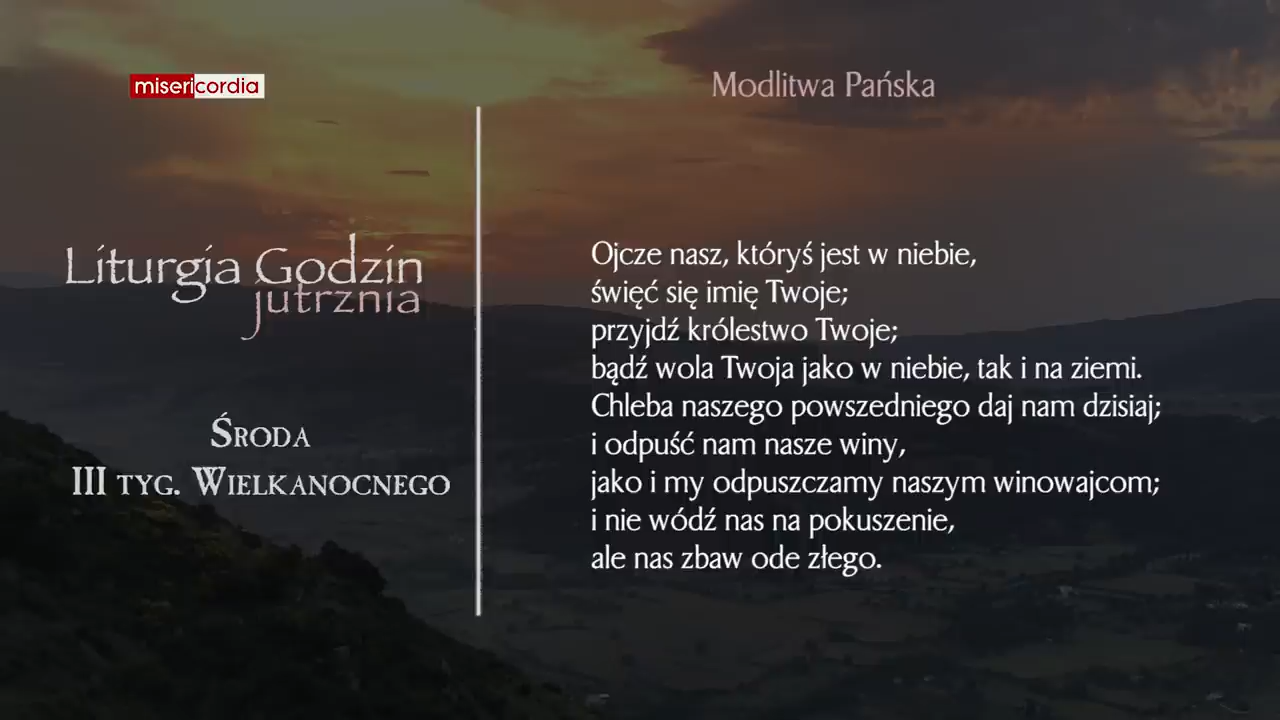 misericordia
Liturgia Godzin
jutrznia
Środa
III tyg. Wielkanocnego
Modlitwa Pańska
Ojcze nasz, któryś jest w niebie,
święć się imię Twoje;
przyjdź królestwo Twoje;
bądź wola Twoja jako w niebie, tak i na ziemi.
Chleba naszego powszedniego daj nam dzisiaj;
i odpuść nam nasze winy,
jako i my odpuszczamy naszym winowajcom;
i nie wódź nas na pokuszenie,
ale nas zbaw ode złego.